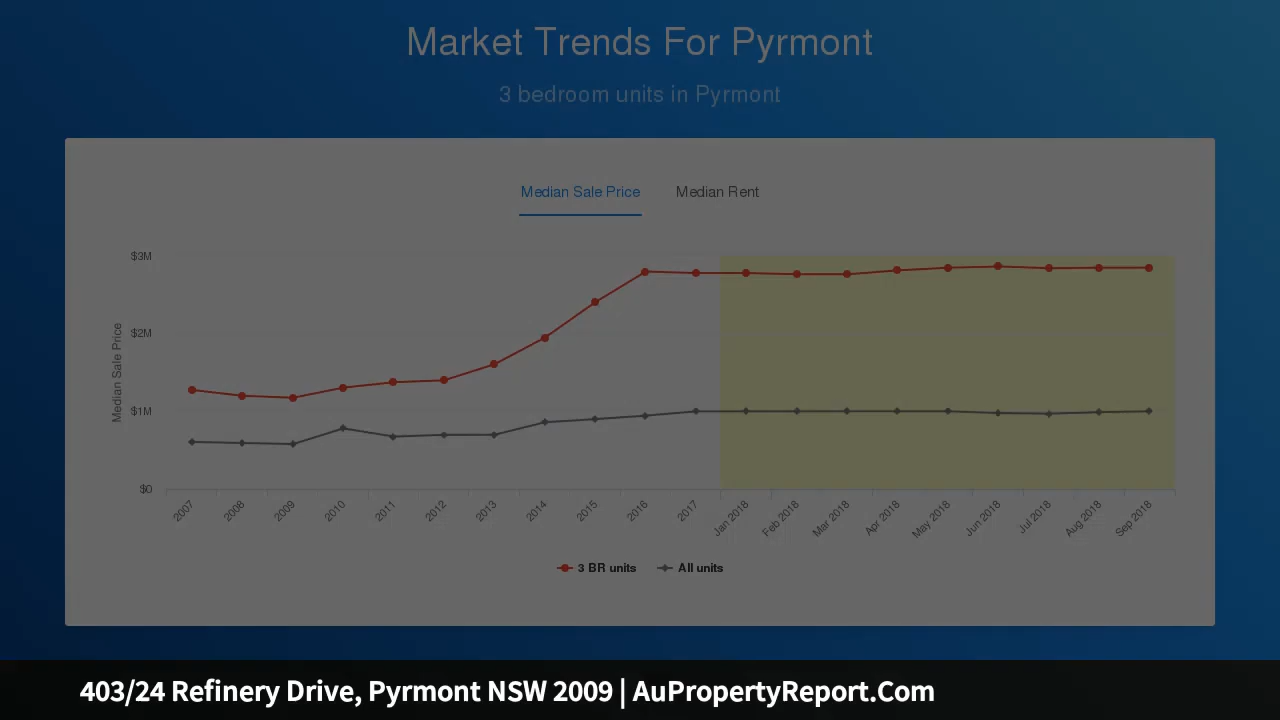 Market Trends For Pyrmont
3 bedroom units in Pyrmont
Median Sale Price Median Rent
$3M
$2M
$1M
$0
Median Sale Price
2007 2008 2009 2010 2011 2012 2013 2014 2015 2016 2017 Jan 2018 Feb 2018 Mar 2018 Apr 2018 May 2018 Jun 2018 Jul 2018 Aug 2018 Sep 2018
3 BR units All units
403/24 Refinery Drive, Pyrmont NSW 2009 | AuPropertyReport.Com